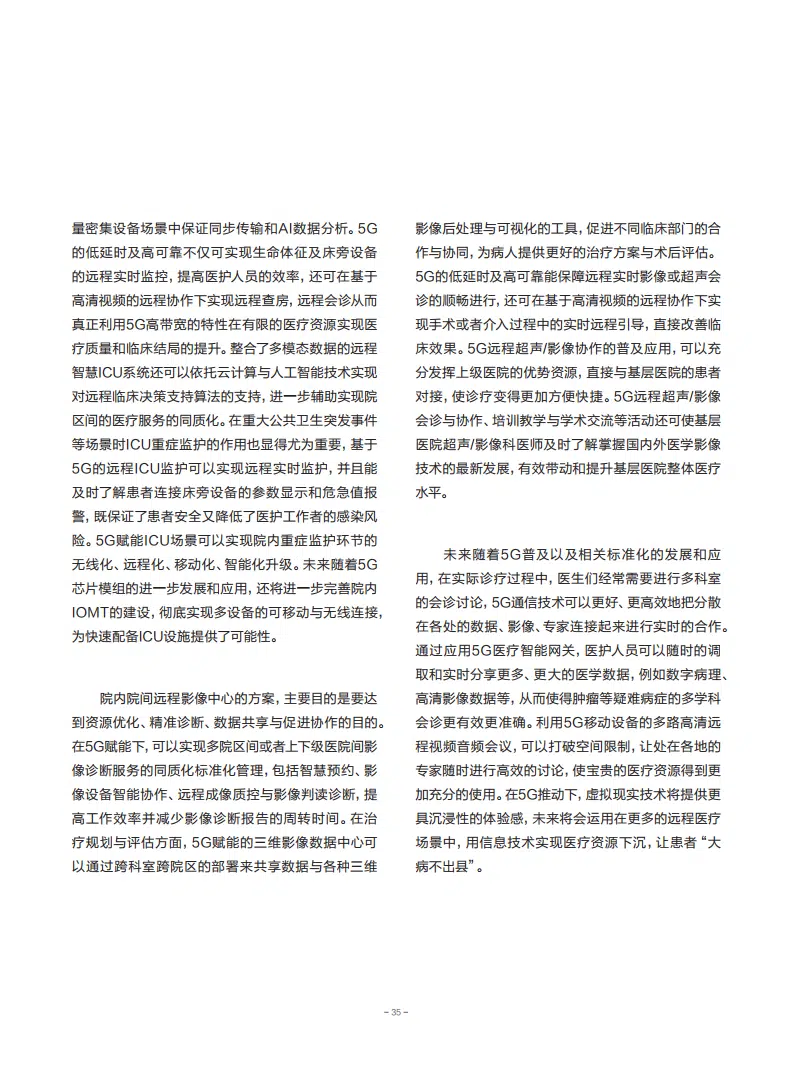 量密集设备场景中保证同步传输和AI数据分析。5G
的低延时及高可靠不仅可实现生命体征及床旁设备
的远程实时监控，提高医护人员的效率，还可在基于
高清视频的远程协作下实现远程查房，远程会诊从而
真正利用5G高带宽的特性在有限的医疗资源实现医
疗质量和临床结局的提升。整合了多模态数据的远程
智慧ICU系统还可以依托云计算与人工智能技术实现
对远程临床决策支持算法的支持，进一步辅助实现院
区间的医疗服务的同质化。在重大公共卫生突发事件
等场景时ICU重症监护的作用也显得尤为重要，基于
5G的远程ICU监护可以实现远程实时监护，并且能
及时了解患者连接床旁设备的参数显示和危急值报
警，既保证了患者安全又降低了医护工作者的感染风
险。5G赋能ICU场景可以实现院内重症监护环节的
无线化、远程化、移动化、智能化升级。未来随着5G
芯片模组的进一步发展和应用，还将进一步完善院内
IOMT的建设，彻底实现多设备的可移动与无线连接，
为快速配备ICU设施提供了可能性。
院内院间远程影像中心的方案，主要目的是要达
到资源优化、精准诊断、数据共享与促进协作的目的。
在5G赋能下，可以实现多院区间或者上下级医院间影
像诊断服务的同质化标准化管理，包括智慧预约、影
像设备智能协作、远程成像质控与影像判读诊断，提
高工作效率并减少影像诊断报告的周转时间。在治
疗规划与评估方面，5G赋能的三维影像数据中心可
以通过跨科室跨院区的部署来共享数据与各种三维
影像后处理与可视化的工具，促进不同临床部门的合
作与协同，为病人提供更好的治疗方案与术后评估。
5G的低延时及高可靠能保障远程实时影像或超声会
诊的顺畅进行，还可在基于高清视频的远程协作下实
现手术或者介入过程中的实时远程引导，直接改善临
床效果。5G远程超声/影像协作的普及应用，可以充
分发挥上级医院的优势资源，直接与基层医院的患者
对接，使诊疗变得更加方便快捷。5G远程超声/影像
会诊与协作、培训教学与学术交流等活动还可使基层
医院超声/影像科医师及时了解掌握国内外医学影像
技术的最新发展，有效带动和提升基层医院整体医疗
水平。
未来随着5G普及以及相关标准化的发展和应
用，在实际诊疗过程中，医生们经常需要进行多科室
的会诊讨论，5G通信技术可以更好、更高效地把分散
在各处的数据、影像、专家连接起来进行实时的合作。
通过应用5G医疗智能网关，医护人员可以随时的调
取和实时分享更多、更大的医学数据，例如数字病理、
高清影像数据等，从而使得肿瘤等疑难病症的多学科
会诊更有效更准确。利用5G移动设备的多路高清远
程视频音频会议，可以打破空间限制，让处在各地的
专家随时进行高效的讨论，使宝贵的医疗资源得到更
加充分的使用。在5G推动下，虚拟现实技术将提供更
具沉浸性的体验感，未来将会运用在更多的远程医疗
场景中，用信息技术实现医疗资源下沉，让患者“大
病不出县”。
- 35 -